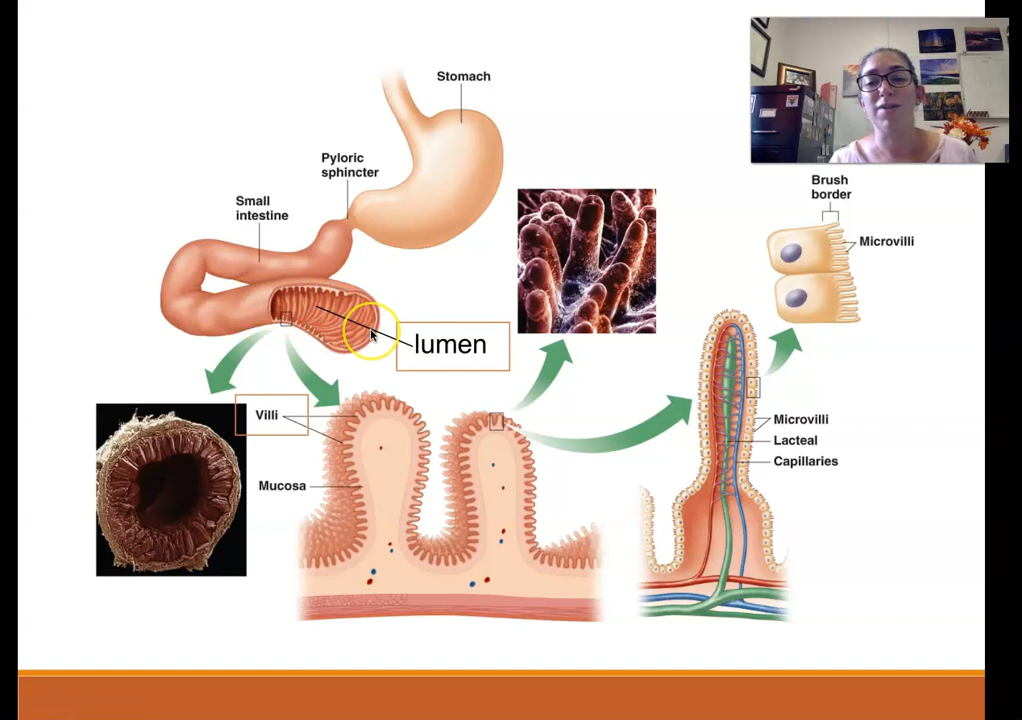 Stomach
Pyloric
sphincter
Small
intestine
Brush
border
Microvilli
lumen
Villi
Mucosa
Microvilli
Lacteal
Capillaries